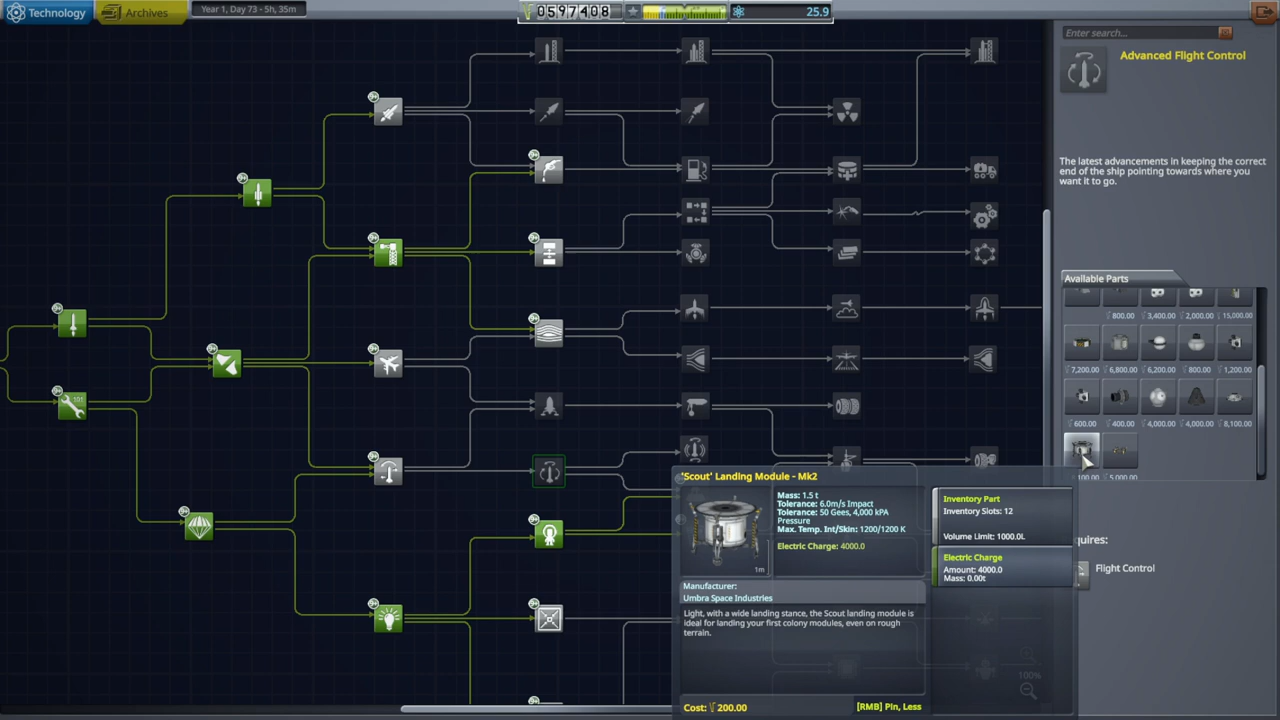 Technology
Archives
Year 1, Day 73 - 5h, 35m
0597408
25.9
Enter search...
Advanced Flight Control
The latest advancements in keeping the correct
end of the ship pointing towards where you
want it to go.
Available Parts
800.00 3,400.00 2,000.00 15,000.00
7,200.00 6,800.00 6,200.00 800.00 1,200.00
600.00 400.00 4,000.00 4,000.00 8,100.00
5,000.00
101
'Scout' Landing Module - Mk2
Mass: 1.5 t
Tolerance: 6.0m/s Impact
Tolerance: 50 Gees, 4,000 kPa
Pressure
Max. Temp. Int/Skin: 1200/1200 K
Electric Charge: 4000.0
1m
Manufacturer:
Umbra Space Industries
Light, with a wide landing stance, the Scout landing module is
ideal for landing your first colony modules, even on rough
terrain.
Cost: 200.00
[RMB] Pin, Less
Inventory Part
Inventory Slots: 12
Volume Limit: 1000.0L
Electric Charge
Amount: 4000.0
Mass: 0.00t
quires:
Flight Control
100%